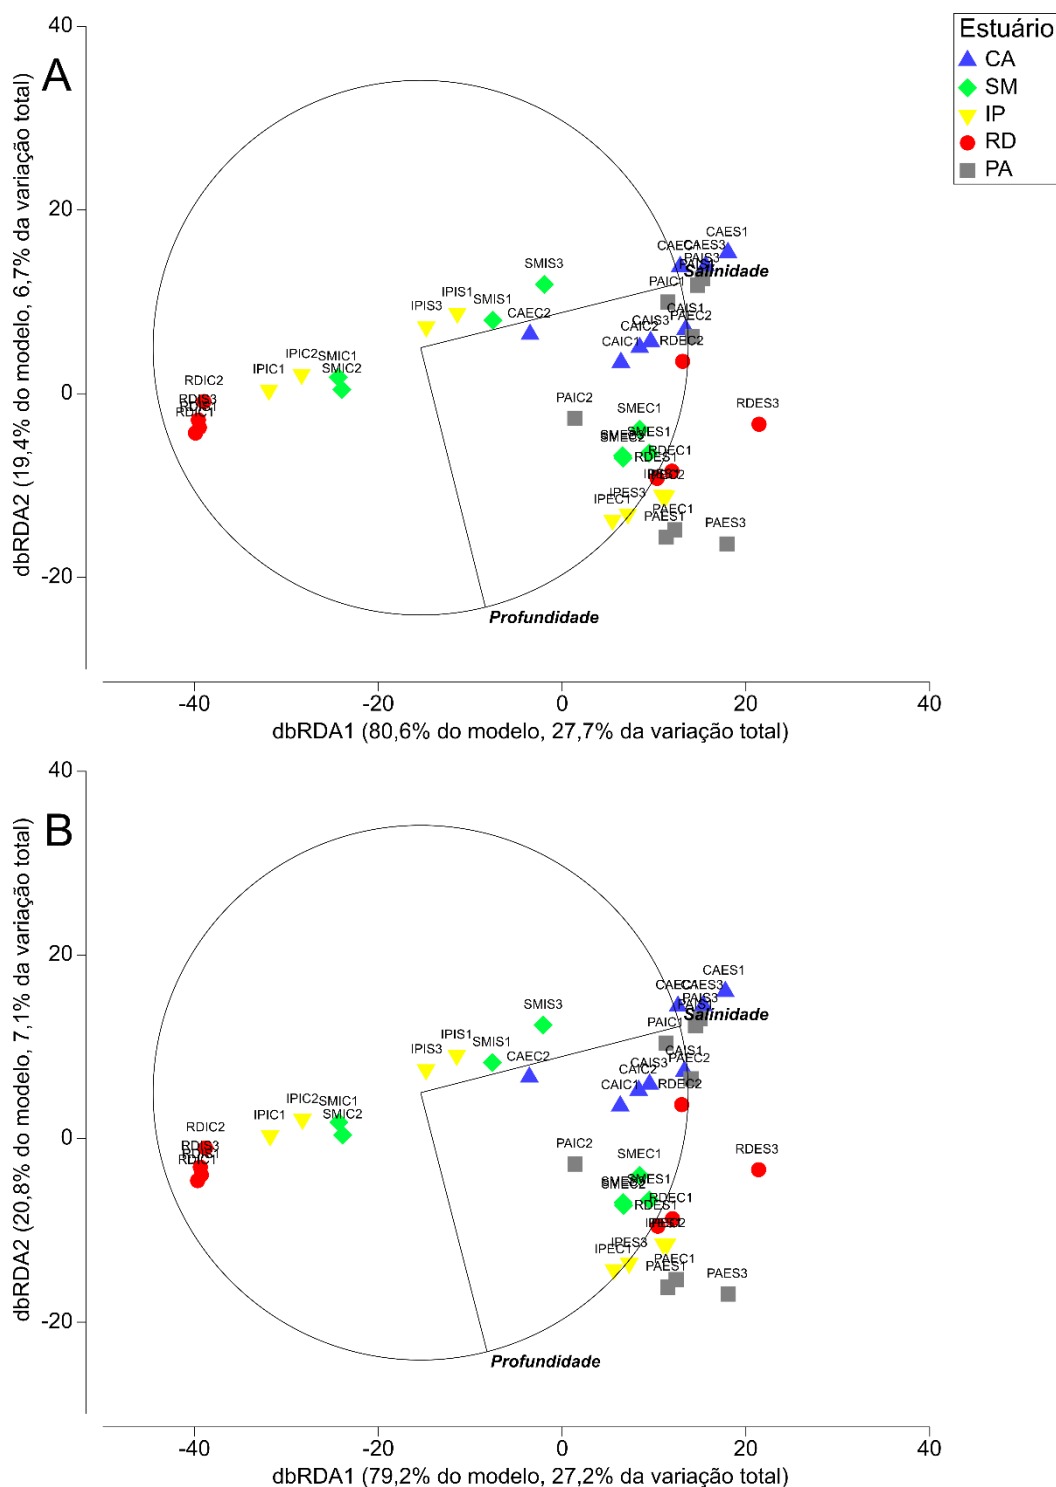 40
A
Estuário
CA
SM
IP
RD
PA
dbRDA2 (19,4% do modelo, 6,7% da variação total)
20
0
-20
CAES1
CAEC1
CAES3
PAIS3
PAIS1
Salinidade
SMIS3
PAIC1
IPIS1
IPIS3
SMIS1
CAEC2
CAIS1
PAEC2
CAIS3
CAIC2
CAIC1
RDEC2
IPIC2
SMIC1
IPIC1
SMIC2
RDIC2
RDIS3
RDIC1
PAIC2
RDES3
SMEC1
SMES1
SMEC2
RDEC1
RDES1
IPEC2
IPES3
IPEC1
PAEC1
PAES1
PAES3
Profundidade
-40 -20 0 20 40
dbRDA1 (80,6% do modelo, 27,7% da variação total)
40
B
dbRDA2 (20,8% do modelo, 7,1% da variação total)
20
0
-20
CAES1
CAEC1
CAES3
PAIS3
PAIS1
Salinidade
SMIS3
PAIC1
IPIS1
IPIS3
SMIS1
CAEC2
CAIS1
PAEC2
CAIS3
CAIC2
CAIC1
RDEC2
IPIC2
SMIC1
IPIC1
SMIC2
RDIC2
RDIS3
RDIC1
PAIC2
RDES3
SMEC1
SMES1
SMEC2
RDEC1
RDES1
IPES3
IPEC1
PAEC1
PAES1
PAES3
Profundidade
-40 -20 0 20 40
dbRDA1 (79,2% do modelo, 27,2% da variação total)